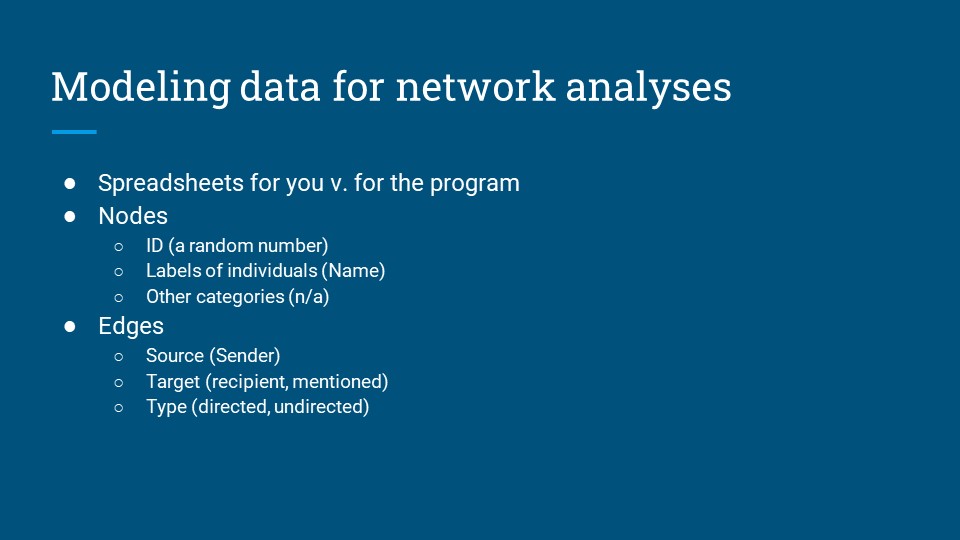 Modeling data for network analyses
● Spreadsheets for you v. for the program
● Nodes
○ ID (a random number)
○ Labels of individuals (Name)
○ Other categories (n/a)
● Edges
○ Source (Sender)
○ Target (recipient, mentioned)
○ Type (directed, undirected)